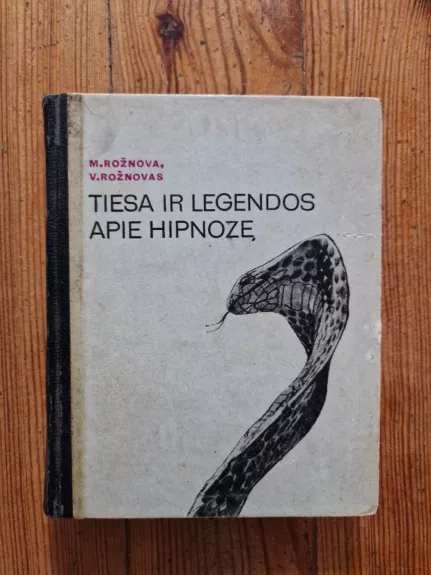 M.ROŽNOVA,
V.ROŽNOVAS
TIESA IR LEGENDOS
APIE HIPNOZĘ